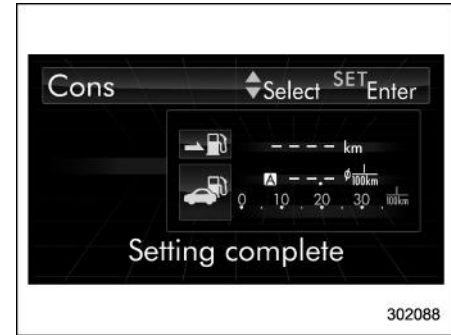 Cons Select SET Enter
---- km
A --.- ø l/100km
0 . 10 . 20 . 30 . l/100km
Setting complete
302088